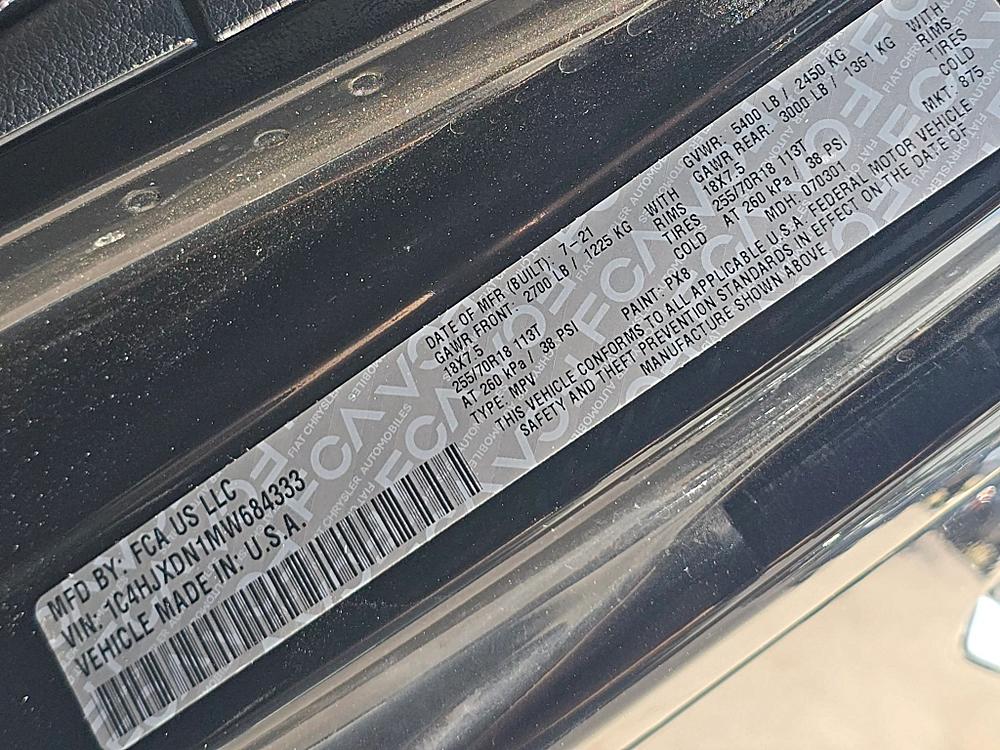 MFD BY: FCA US LLC
VIN: 1C4HJXDN1MW684333
VEHICLE MADE IN: U.S.A.
DATE OF MFR (BUILT): 7-21 GVWR: 5400 LB / 2450 KG
GAWR FRONT: 2700 LB / 1225 KG WITH GAWR REAR: 3000 LB / 1361 KG WITH
18X7.5 RIMS 18X7.5 RIMS
255/70R18 113T TIRES 255/70R18 113T TIRES
AT 260 kPa / 38 PSI COLD AT 260 kPa / 38 PSI COLD
TYPE: MPV PAINT: PX8 MDH: 070301 MKT: 875
THIS VEHICLE CONFORMS TO ALL APPLICABLE U.S.A. FEDERAL MOTOR VEHICLE
SAFETY AND THEFT PREVENTION STANDARDS IN EFFECT ON THE DATE OF
MANUFACTURE SHOWN ABOVE
FCA
FIAT CHRYSLER AUTOMOBILES